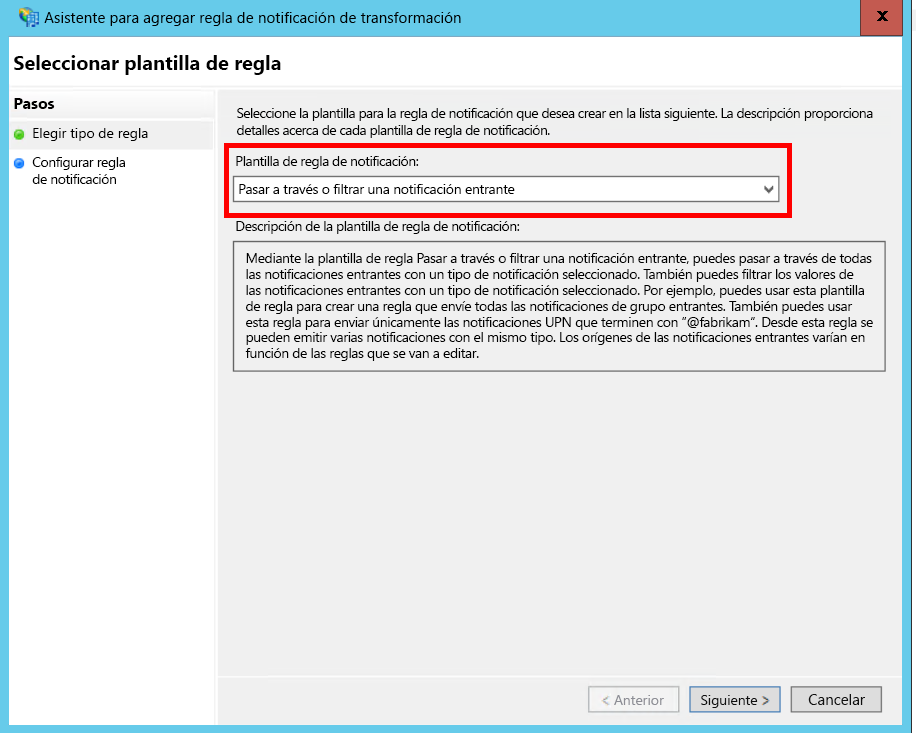 Asistente para agregar regla de notificación de transformación
x
Seleccionar plantilla de regla
Pasos
Elegir tipo de regla
Configurar regla
de notificación
Seleccione la plantilla para la regla de notificación que desea crear en la lista siguiente. La descripción proporciona
detalles acerca de cada plantilla de regla de notificación.
Plantilla de regla de notificación:
Pasar a través o filtrar una notificación entrante
Descripción de la plantilla de regla de notificación:
Mediante la plantilla de regla Pasar a través o filtrar una notificación entrante, puedes pasar a través de todas
las notificaciones entrantes con un tipo de notificación seleccionado. También puedes filtrar los valores de
las notificaciones entrantes con un tipo de notificación seleccionado. Por ejemplo, puedes usar esta plantilla
de regla para crear una regla que envíe todas las notificaciones de grupo entrantes. También puedes usar
esta regla para enviar únicamente las notificaciones UPN que terminen con "@fabrikam". Desde esta regla se
pueden emitir varias notificaciones con el mismo tipo. Los orígenes de las notificaciones entrantes varían en
función de las reglas que se van a editar.
< Anterior
Siguiente >
Cancelar